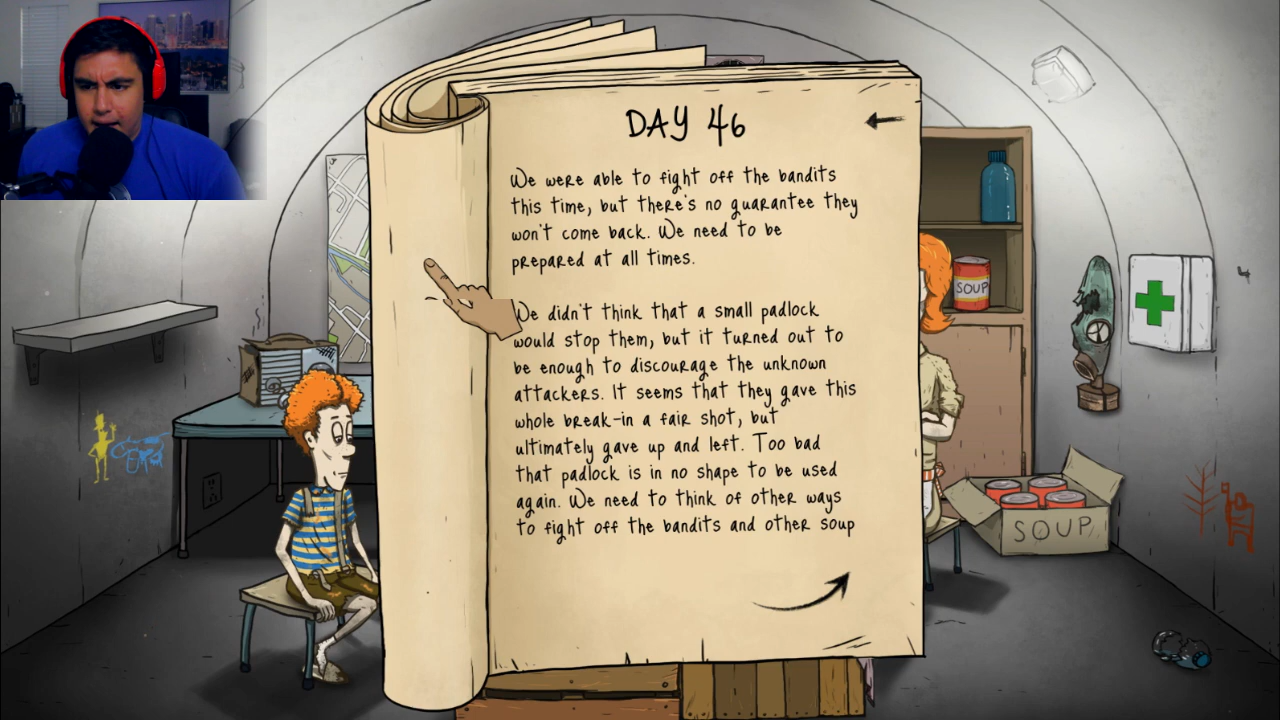 DAY 46
We were able to fight off the bandits
this time, but there's no guarantee they
won't come back. We need to be
prepared at all times.
We didn't think that a small padlock
would stop them, but it turned out to
be enough to discourage the unknown
attackers. It seems that they gave this
whole break-in a fair shot, but
ultimately gave up and left. Too bad
that padlock is in no shape to be used
again. We need to think of other ways
to fight off the bandits and other soup
SOUP
SOUP